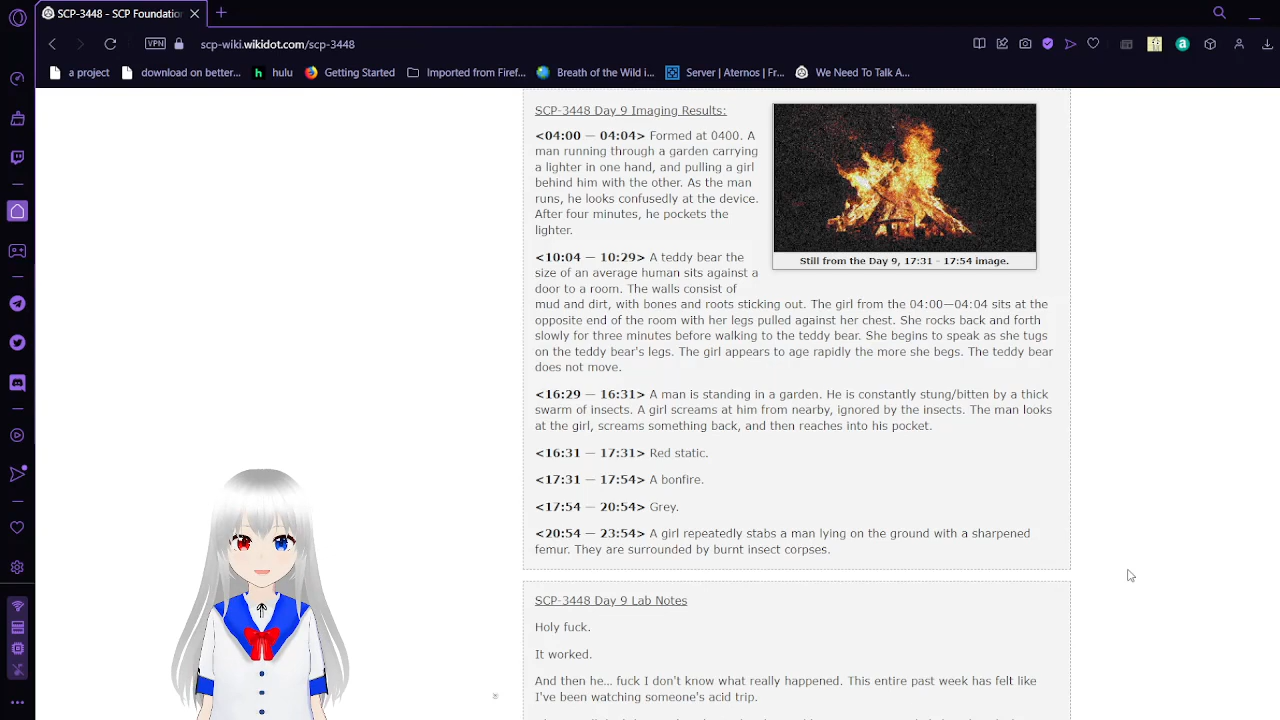 SCP-3448 - SCP Foundation
scp-wiki.wikidot.com/scp-3448
VPN
a project
download on better...
hulu
Getting Started
Imported from Firef...
Breath of the Wild i...
Server | Aternos | Fr...
We Need To Talk A...
SCP-3448 Day 9 Imaging Results:
<04:00 — 04:04> Formed at 0400. A
man running through a garden carrying
a lighter in one hand, and pulling a girl
behind him with the other. As the man
runs, he looks confusedly at the device.
After four minutes, he pockets the
lighter.
Still from the Day 9, 17:31 - 17:54 image.
<10:04 — 10:29> A teddy bear the
size of an average human sits against a
door to a room. The walls consist of
mud and dirt, with bones and roots sticking out. The girl from the 04:00—04:04 sits at the
opposite end of the room with her legs pulled against her chest. She rocks back and forth
slowly for three minutes before walking to the teddy bear. She begins to speak as she tugs
on the teddy bear's legs. The girl appears to age rapidly the more she begs. The teddy bear
does not move.
<16:29 — 16:31> A man is standing in a garden. He is constantly stung/bitten by a thick
swarm of insects. A girl screams at him from nearby, ignored by the insects. The man looks
at the girl, screams something back, and then reaches into his pocket.
<16:31 — 17:31> Red static.
<17:31 — 17:54> A bonfire.
<17:54 — 20:54> Grey.
<20:54 — 23:54> A girl repeatedly stabs a man lying on the ground with a sharpened
femur. They are surrounded by burnt insect corpses.
SCP-3448 Day 9 Lab Notes
Holy fuck.
It worked.
And then he... fuck I don't know what really happened. This entire past week has felt like
I've been watching someone's acid trip.